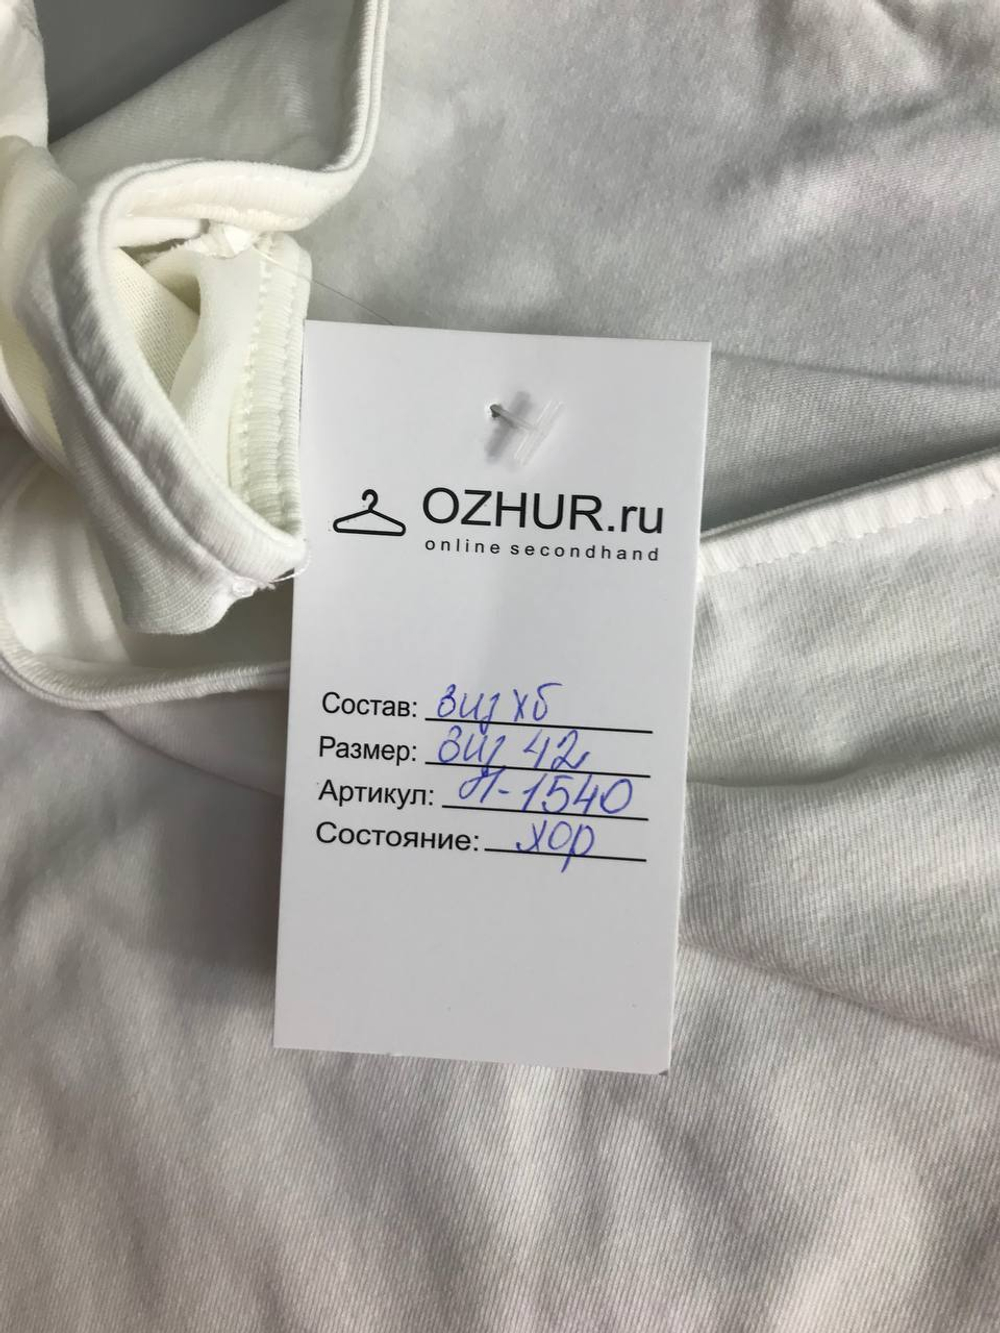 OZHUR.ru
online secondhand
Состав: виз хб
Размер: виз 42
Артикул: П-1540
Состояние: хор